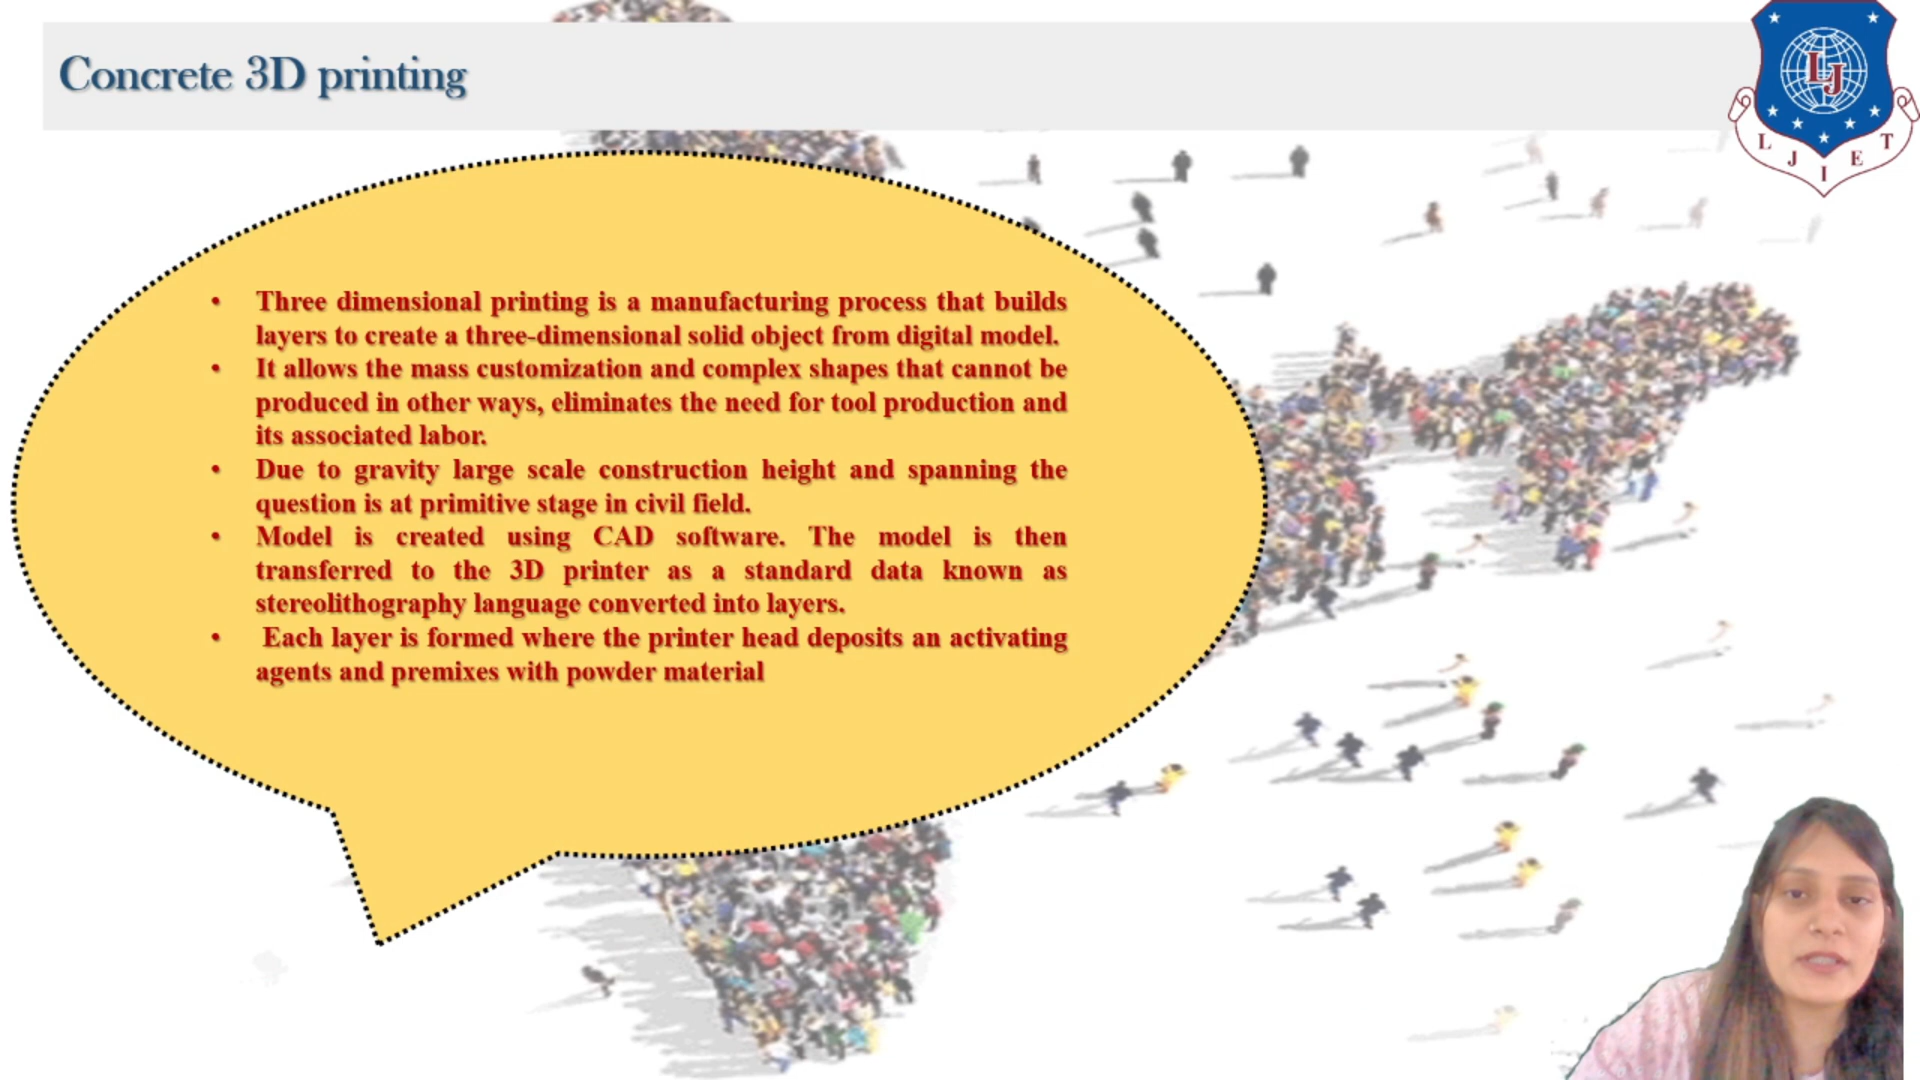 Concrete 3D printing
LJ
L J I E T
• Three dimensional printing is a manufacturing process that builds
layers to create a three-dimensional solid object from digital model.
• It allows the mass customization and complex shapes that cannot be
produced in other ways, eliminates the need for tool production and
its associated labor.
• Due to gravity large scale construction height and spanning the
question is at primitive stage in civil field.
• Model is created using CAD software. The model is then
transferred to the 3D printer as a standard data known as
stereolithography language converted into layers.
• Each layer is formed where the printer head deposits an activating
agents and premixes with powder material